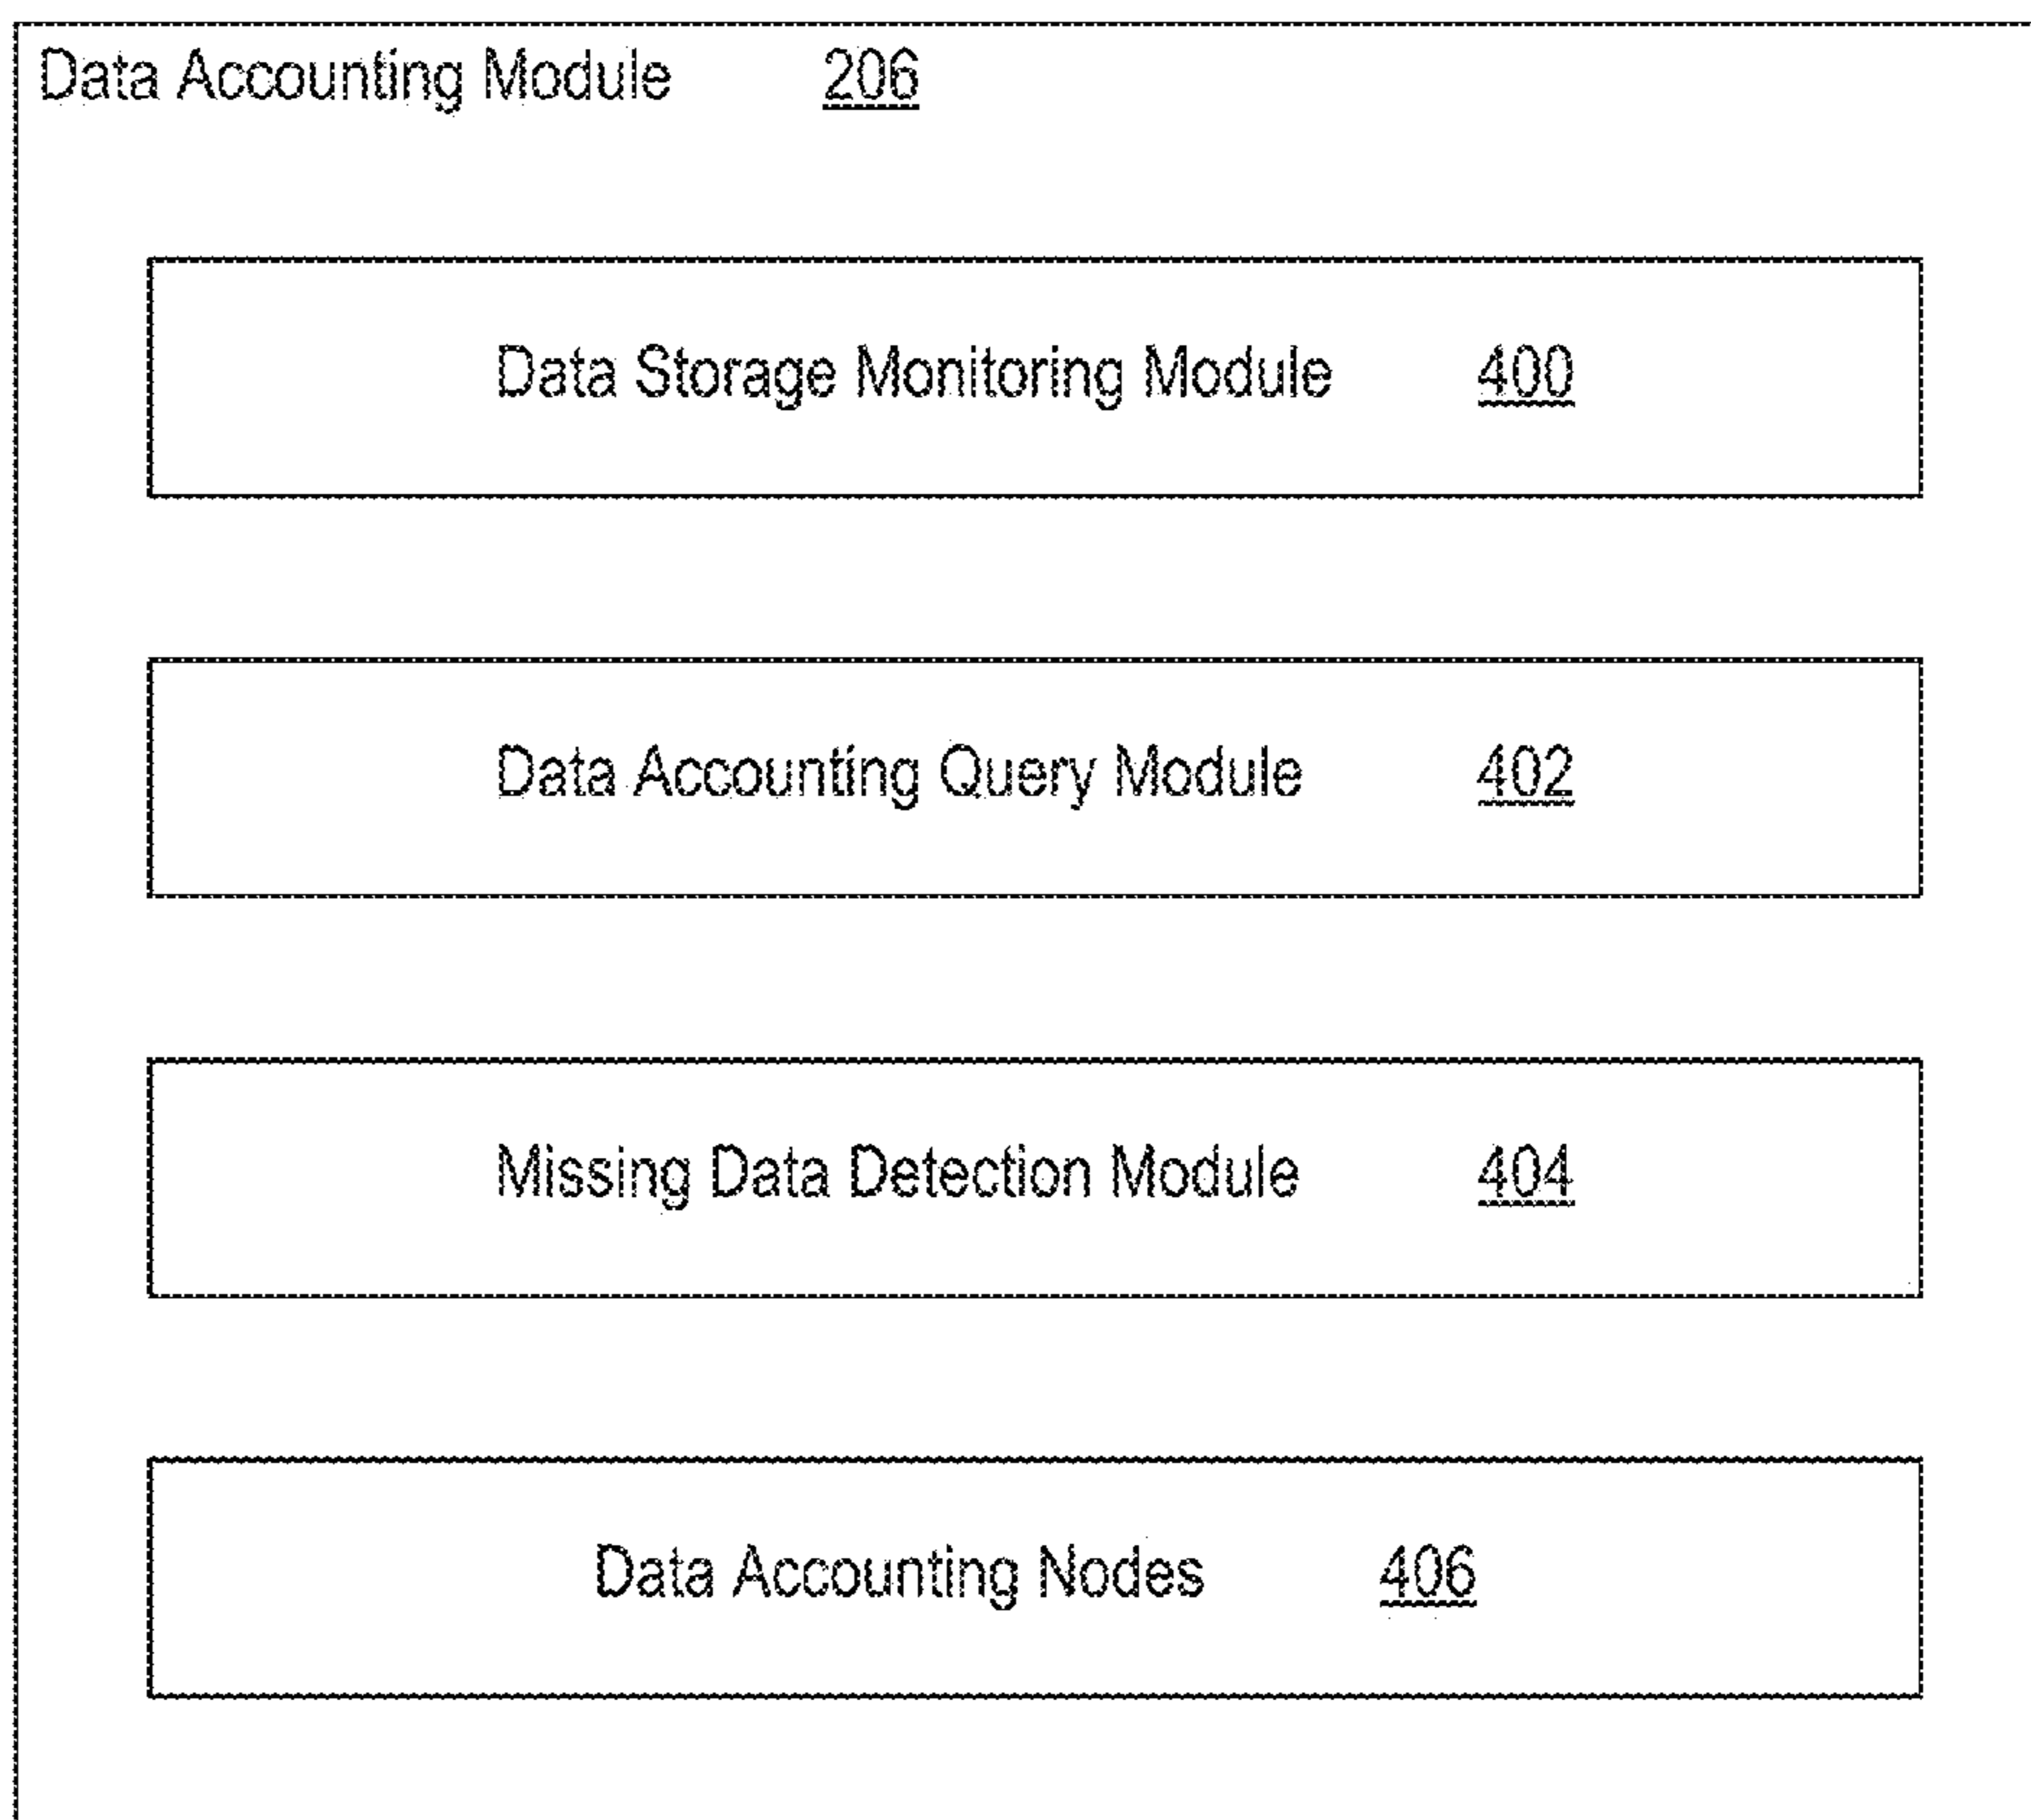 Data Accounting Module 206
Data Storage Monitoring Module 400
Data Accounting Query Module 402
Missing Data Detection Module 404
Data Accounting Nodes 406